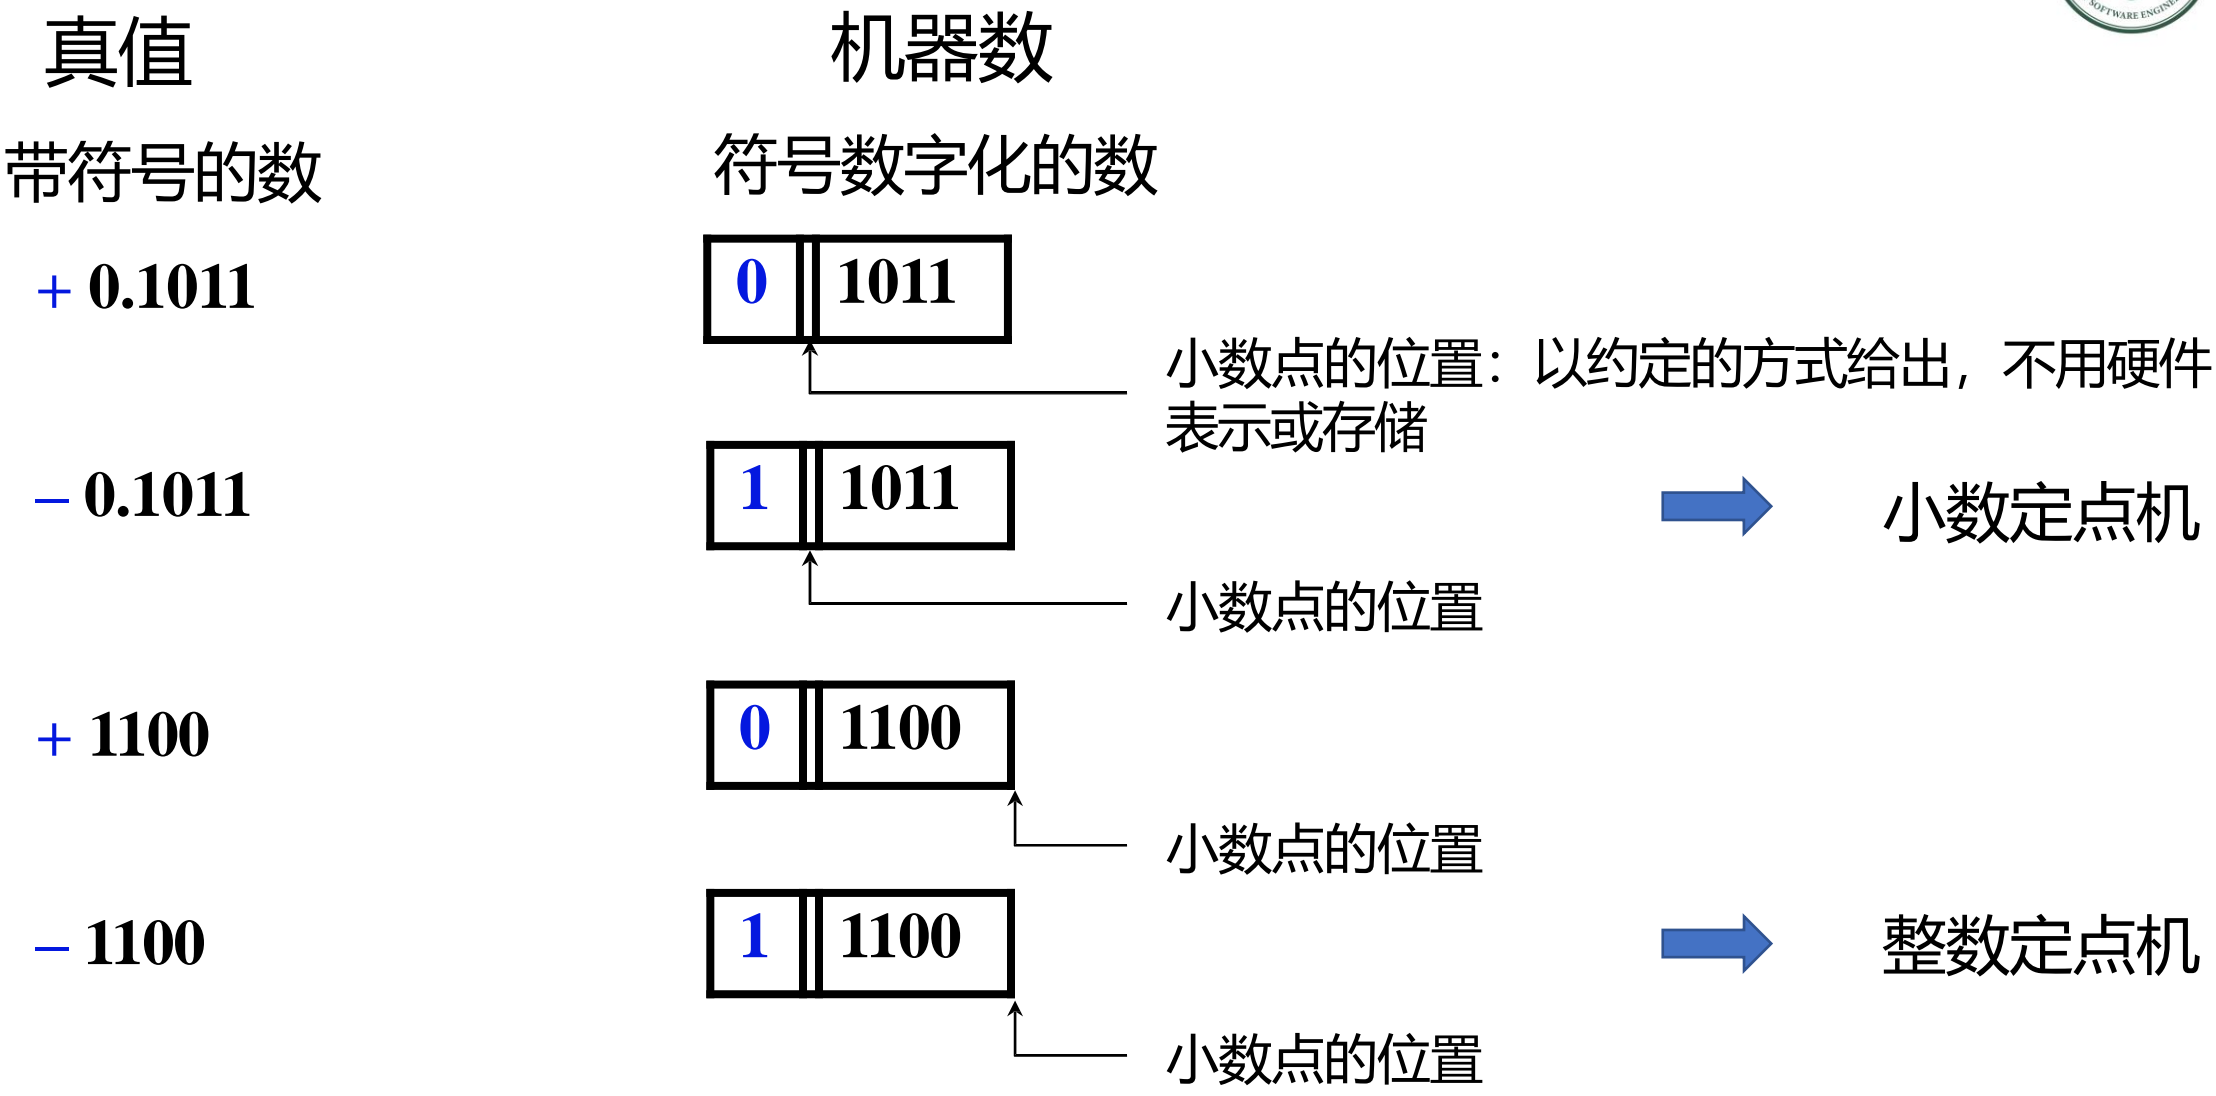 SOFTWARE ENGINE
真值
机器数
带符号的数
符号数字化的数
+ 0.1011
0 1011
小数点的位置：以约定的方式给出，不用硬件
表示或存储
– 0.1011
1 1011
小数定点机
小数点的位置
+ 1100
0 1100
小数点的位置
– 1100
1 1100
整数定点机
小数点的位置